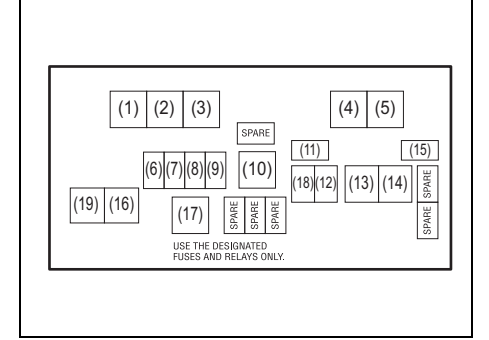 (1) (2) (3) (4) (5)
SPARE
(11) (15)
(6) (7) (8) (9) (10)
(18) (12) (13) (14) SPARE
(19) (16) (17) SPARE SPARE SPARE SPARE
USE THE DESIGNATED
FUSES AND RELAYS ONLY.